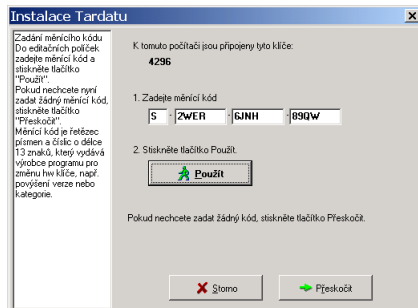 Instalace Tardatu
Zadání měnícího kódu
Do editačních políček
zadejte měnící kód a
stiskněte tlačítko
"Použít".
Pokud nechcete nyní
zadat žádný měnící kód,
stiskněte tlačítko
"Přeskočit".
Měnící kód je řetězec
písmen a číslic o délce
13 znaků, který vydává
výrobce programu pro
změnu hw klíče, např.
povýšení verze nebo
kategorie.
K tomuto počítači jsou připojeny tyto klíče:
4296
1. Zadejte měnící kód
S - 2WER - 6JNH - 89QW
2. Stiskněte tlačítko Použít.
Použít
Pokud nechcete zadat žádný kód, stiskněte tlačítko Přeskočit.
Storno
Přeskočit